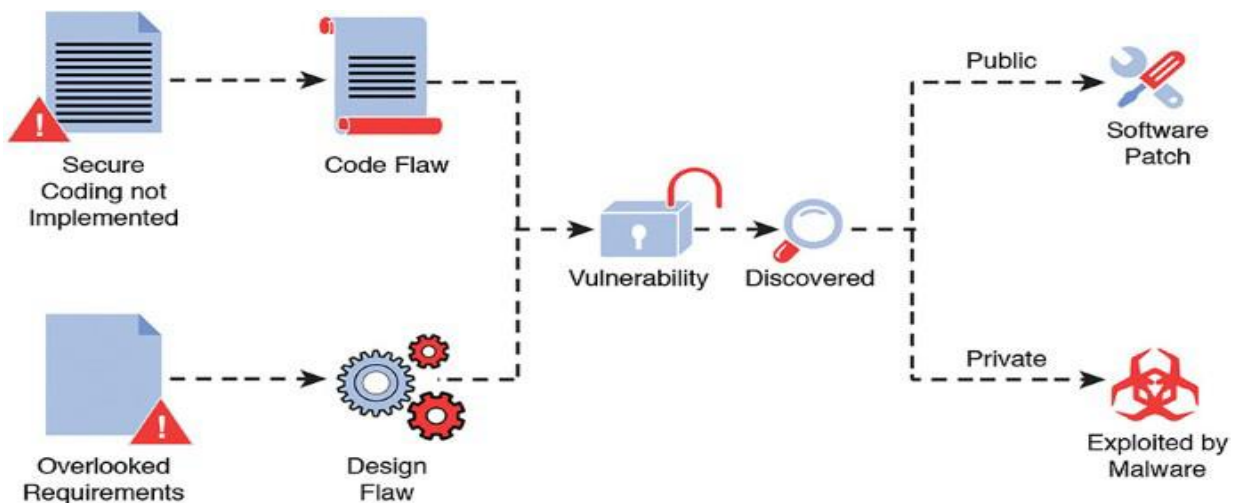 Secure
Coding not
Implemented
Code Flaw
Overlooked
Requirements
Design
Flaw
Vulnerability
Discovered
Public
Software
Patch
Private
Exploited by
Malware